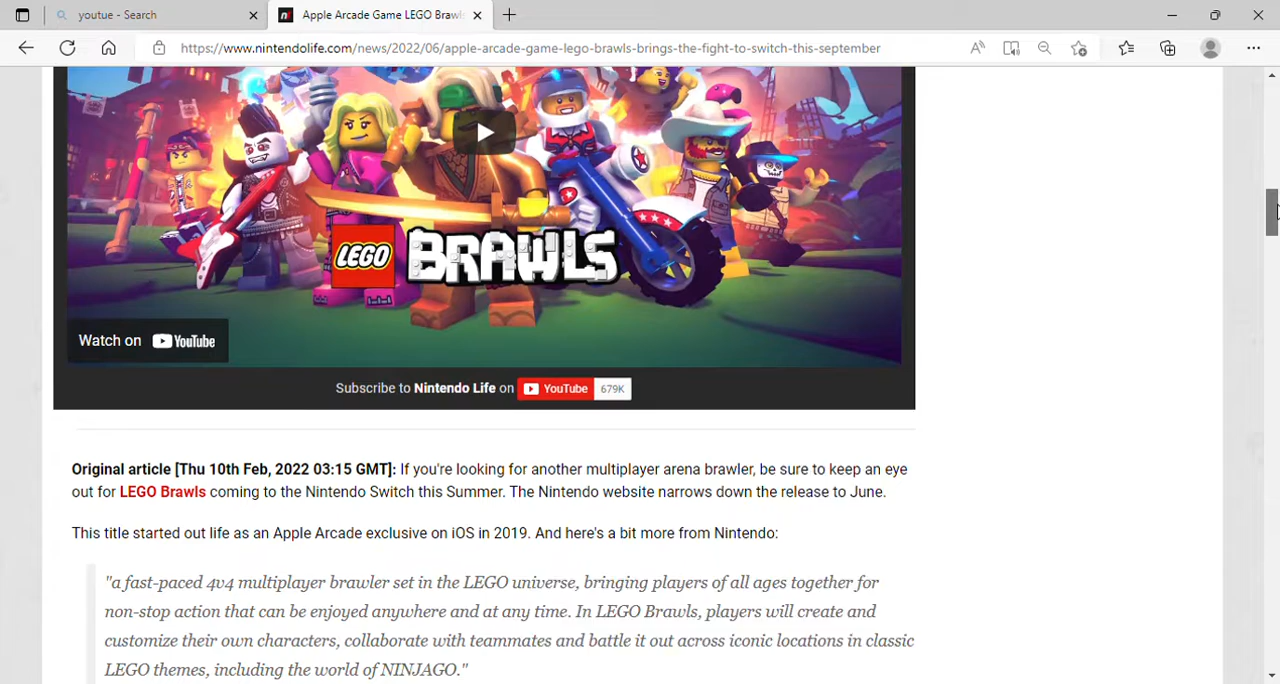 youtue - Search
Apple Arcade Game LEGO Brawls
https://www.nintendolife.com/news/2022/06/apple-arcade-game-lego-brawls-brings-the-fight-to-switch-this-september
LEGO BRAWLS
Watch on YouTube
Subscribe to Nintendo Life on YouTube 679K
Original article [Thu 10th Feb, 2022 03:15 GMT]: If you're looking for another multiplayer arena brawler, be sure to keep an eye
out for LEGO Brawls coming to the Nintendo Switch this Summer. The Nintendo website narrows down the release to June.
This title started out life as an Apple Arcade exclusive on iOS in 2019. And here's a bit more from Nintendo:
"a fast-paced 4v4 multiplayer brawler set in the LEGO universe, bringing players of all ages together for
non-stop action that can be enjoyed anywhere and at any time. In LEGO Brawls, players will create and
customize their own characters, collaborate with teammates and battle it out across iconic locations in classic
LEGO themes, including the world of NINJAGO."